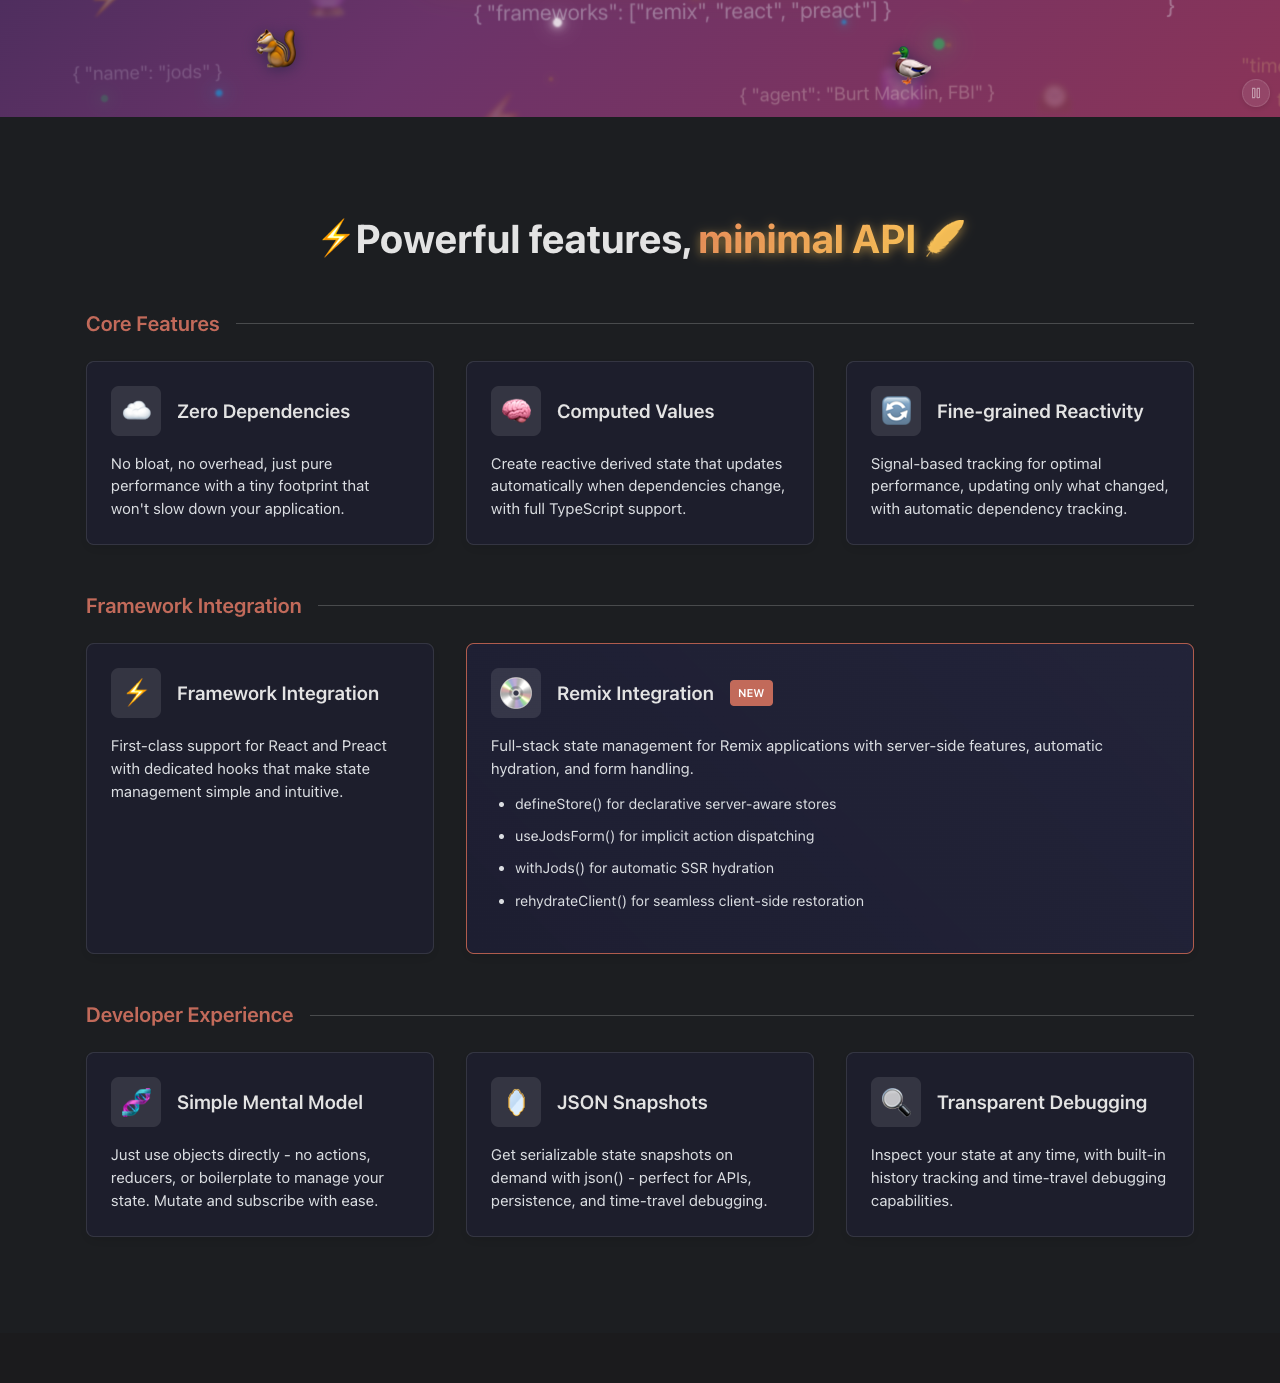 { "frameworks": ["remix", "react", "preact"] }
}
{ "name": "jods" }
"time
{ "agent": "Burt Macklin, FBI" }
Powerful features, minimal API
Core Features
Zero Dependencies
No bloat, no overhead, just pure
performance with a tiny footprint that
won't slow down your application.
Computed Values
Create reactive derived state that updates
automatically when dependencies change,
with full TypeScript support.
Fine-grained Reactivity
Signal-based tracking for optimal
performance, updating only what changed,
with automatic dependency tracking.
Framework Integration
Framework Integration
First-class support for React and Preact
with dedicated hooks that make state
management simple and intuitive.
Remix Integration NEW
Full-stack state management for Remix applications with server-side features, automatic
hydration, and form handling.
• defineStore() for declarative server-aware stores
• useJodsForm() for implicit action dispatching
• withJods() for automatic SSR hydration
• rehydrateClient() for seamless client-side restoration
Developer Experience
Simple Mental Model
Just use objects directly - no actions,
reducers, or boilerplate to manage your
state. Mutate and subscribe with ease.
JSON Snapshots
Get serializable state snapshots on
demand with json() - perfect for APIs,
persistence, and time-travel debugging.
Transparent Debugging
Inspect your state at any time, with built-in
history tracking and time-travel debugging
capabilities.